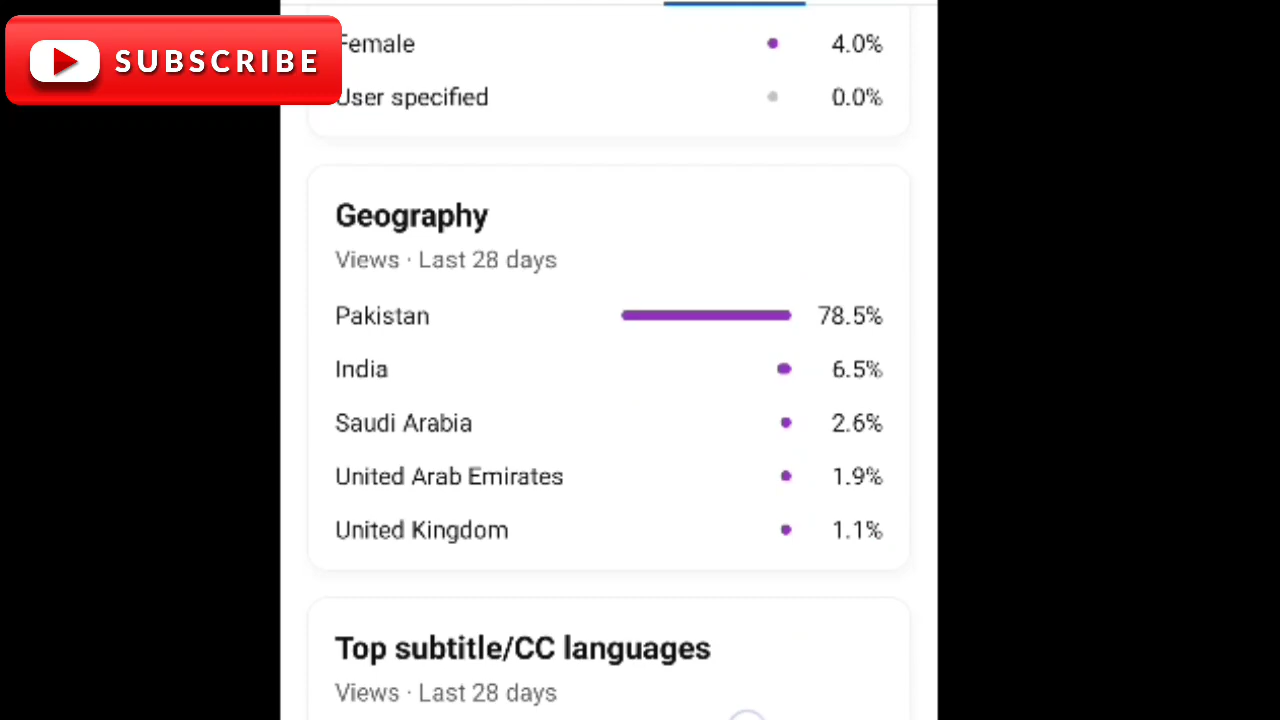 SUBSCRIBE
Female 4.0%
User specified 0.0%
Geography
Views · Last 28 days
Pakistan 78.5%
India 6.5%
Saudi Arabia 2.6%
United Arab Emirates 1.9%
United Kingdom 1.1%
Top subtitle/CC languages
Views · Last 28 days